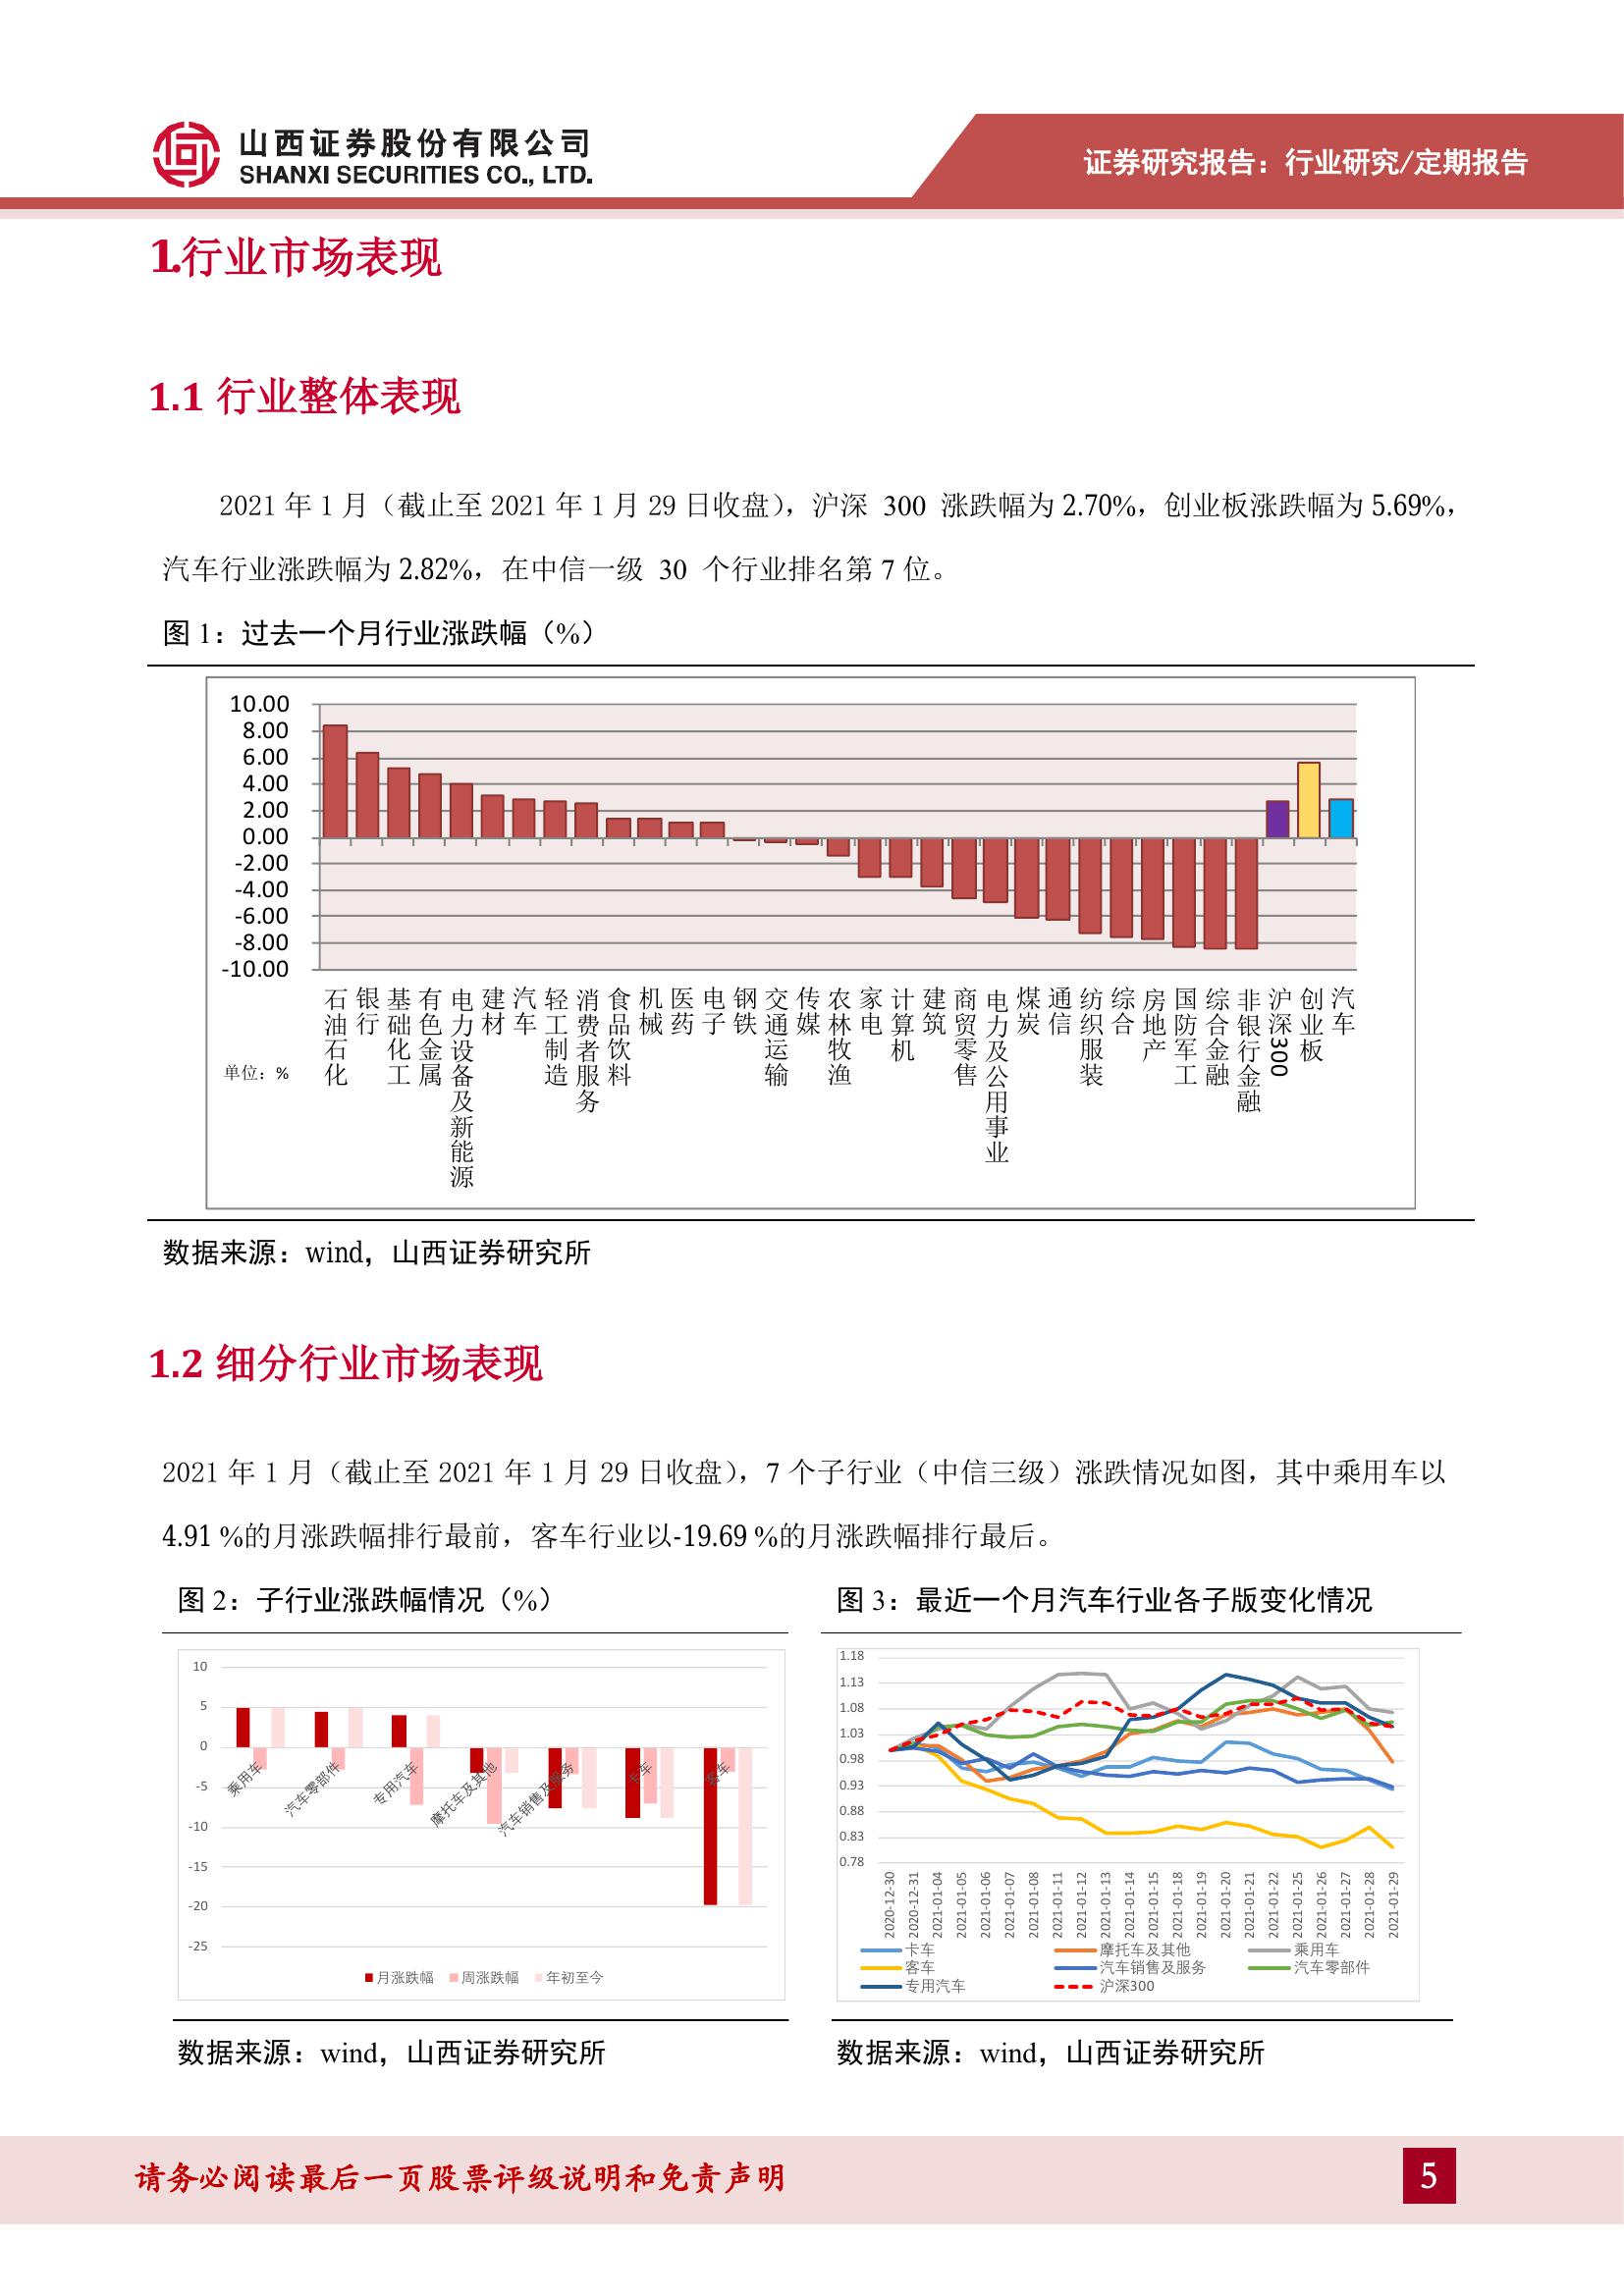 山西证券股份有限公司
SHANXI SECURITIES CO., LTD.
证券研究报告：行业研究/定期报告
1.行业市场表现
1.1 行业整体表现
2021 年 1 月（截止至 2021 年 1 月 29 日收盘），沪深 300 涨跌幅为 2.70%，创业板涨跌幅为 5.69%，
汽车行业涨跌幅为 2.82%，在中信一级 30 个行业排名第 7 位。
图 1：过去一个月行业涨跌幅（%）
10.00
8.00
6.00
4.00
2.00
0.00
-2.00
-4.00
-6.00
-8.00
-10.00
单位：%
石油石化
银行
基础化工
有色金属
电力设备及新能源
建材
汽车
轻工制造
消费者服务
食品饮料
机械
医药
电子
钢铁
交通运输
传媒
农林牧渔
家电
计算机
建筑
商贸零售
电力及公用事业
煤炭
通信
纺织服装
综合
房地产
国防军工
综合金融
非银行金融
沪深300
创业板
汽车
数据来源：wind，山西证券研究所
1.2 细分行业市场表现
2021 年 1 月（截止至 2021 年 1 月 29 日收盘），7 个子行业（中信三级）涨跌情况如图，其中乘用车以
4.91 %的月涨跌幅排行最前，客车行业以-19.69 %的月涨跌幅排行最后。
图 2：子行业涨跌幅情况（%）
10
5
0
-5
-10
-15
-20
-25
乘用车
汽车零部件
专用汽车
摩托车及其他
汽车销售及服务
卡车
客车
月涨跌幅 周涨跌幅 年初至今
数据来源：wind，山西证券研究所
图 3：最近一个月汽车行业各子版变化情况
1.18
1.13
1.08
1.03
0.98
0.93
0.88
0.83
0.78
2020-12-30
2020-12-31
2021-01-04
2021-01-05
2021-01-06
2021-01-07
2021-01-08
2021-01-11
2021-01-12
2021-01-13
2021-01-14
2021-01-15
2021-01-18
2021-01-19
2021-01-20
2021-01-21
2021-01-22
2021-01-25
2021-01-26
2021-01-27
2021-01-28
2021-01-29
卡车 摩托车及其他 乘用车
客车 汽车销售及服务 汽车零部件
专用汽车 沪深300
数据来源：wind，山西证券研究所
请务必阅读最后一页股票评级说明和免责声明
5